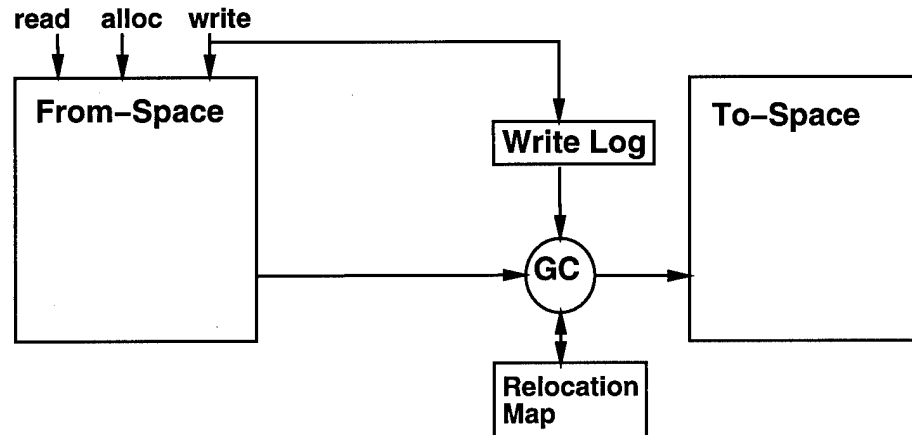 read alloc write
From-Space
To-Space
Write Log
GC
Relocation
Map